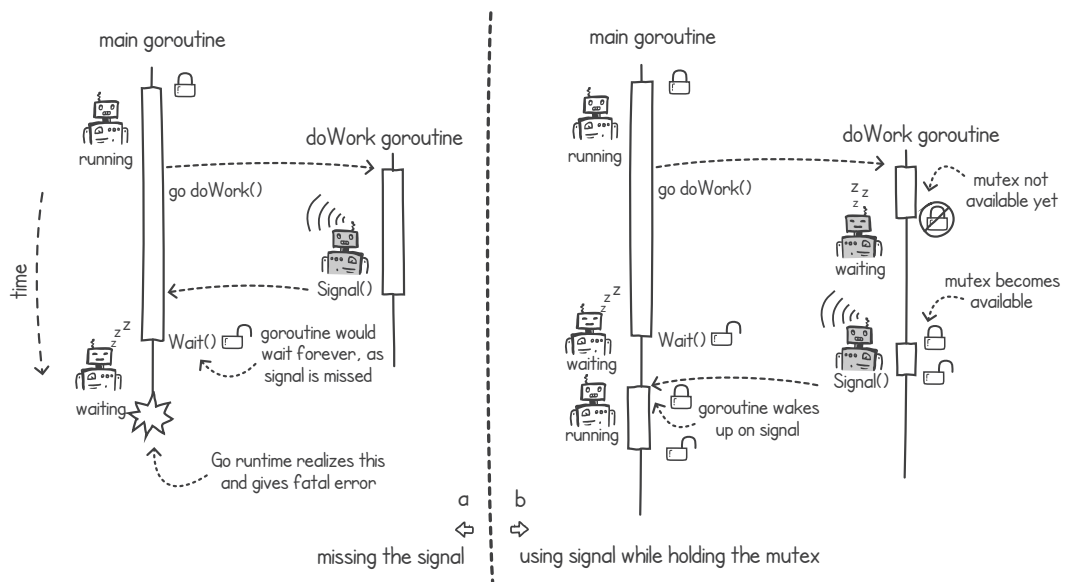 main goroutine
running
doWork goroutine
go doWork()
time
Signal()
Wait()
goroutine would
wait forever, as
signal is missed
z z z
waiting
Go runtime realizes this
and gives fatal error
a
missing the signal
main goroutine
running
doWork goroutine
go doWork()
mutex not
available yet
z z z
waiting
mutex becomes
available
z z z
Wait()
waiting
Signal()
running
goroutine wakes
up on signal
b
using signal while holding the mutex